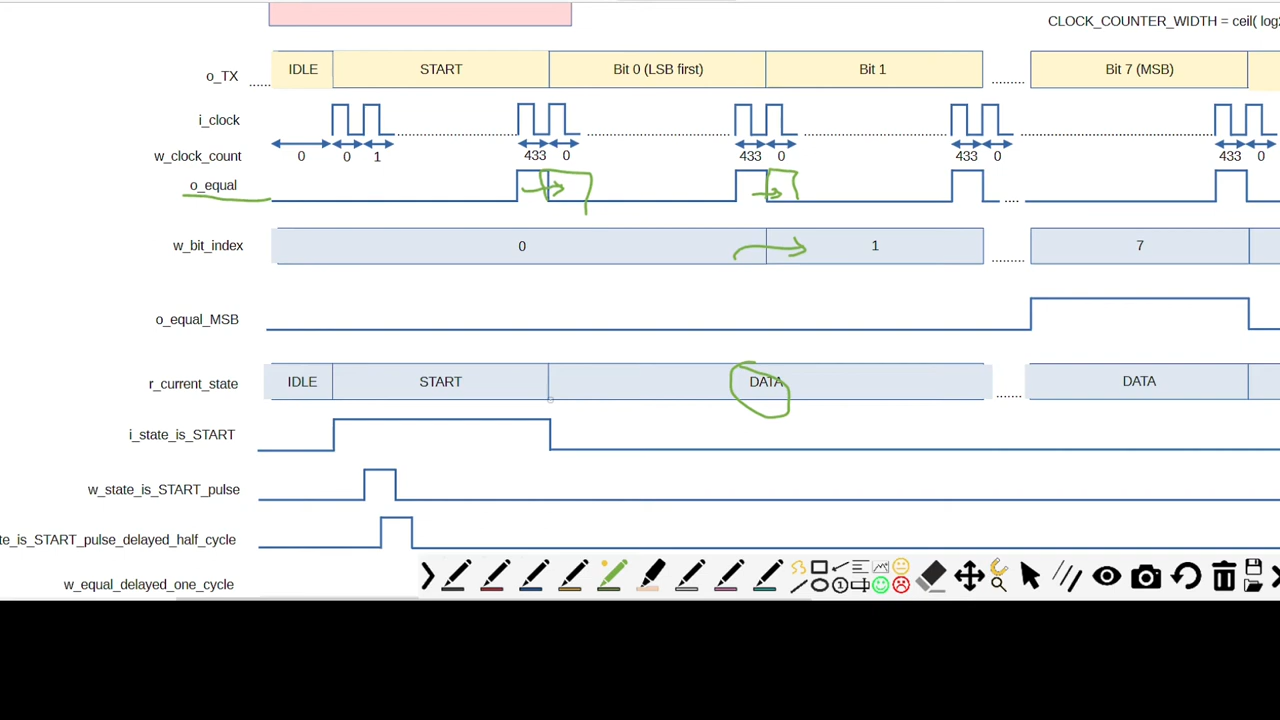 CLOCK_COUNTER_WIDTH = ceil( log2
o_TX ...... IDLE START Bit 0 (LSB first) Bit 1 ......... Bit 7 (MSB)
i_clock
w_clock_count 0 0 1 433 0 433 0 433 0 433 0
o_equal ....
w_bit_index 0 1 ......... 7
o_equal_MSB
r_current_state IDLE START DATA ....... DATA
i_state_is_START
w_state_is_START_pulse
te_is_START_pulse_delayed_half_cycle
w_equal_delayed_one_cycle